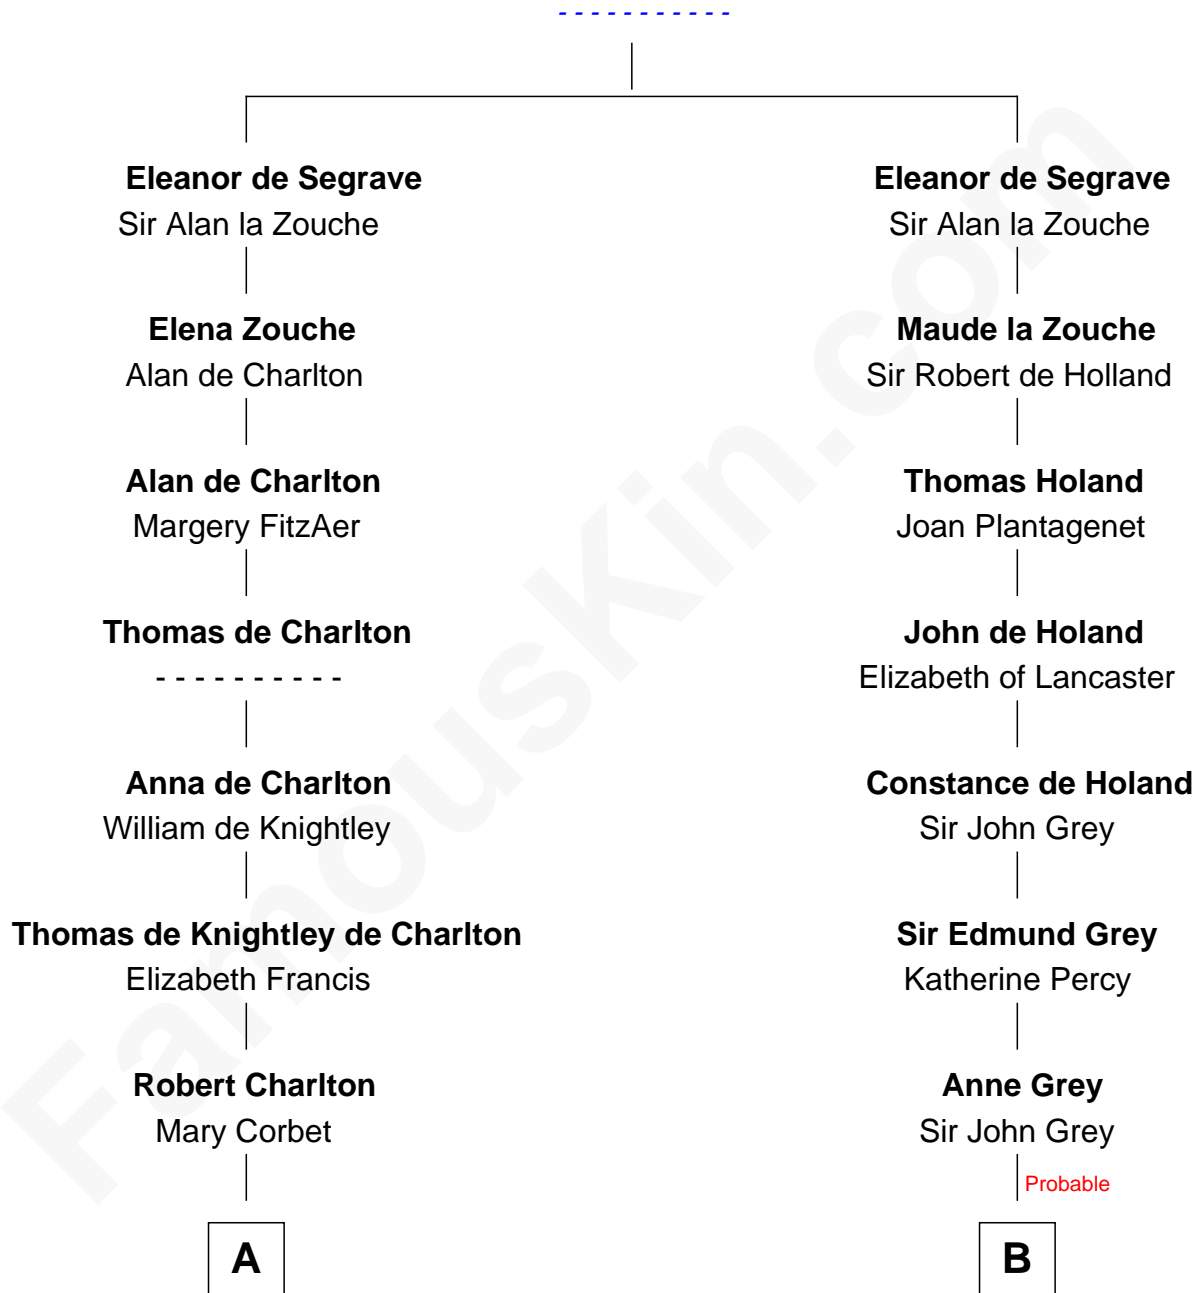 - - - - - - - - - - -
Eleanor de Segrave
Sir Alan la Zouche
Eleanor de Segrave
Sir Alan la Zouche
Elena Zouche
Alan de Charlton
Maude la Zouche
Sir Robert de Holland
Alan de Charlton
Margery FitzAer
Thomas Holand
Joan Plantagenet
Thomas de Charlton
- - - - - - - - - -
John de Holand
Elizabeth of Lancaster
Anna de Charlton
William de Knightley
Constance de Holand
Sir John Grey
Thomas de Knightley de Charlton
Elizabeth Francis
Sir Edmund Grey
Katherine Percy
Robert Charlton
Mary Corbet
Anne Grey
Sir John Grey
Probable
A
B
FamousKin.com